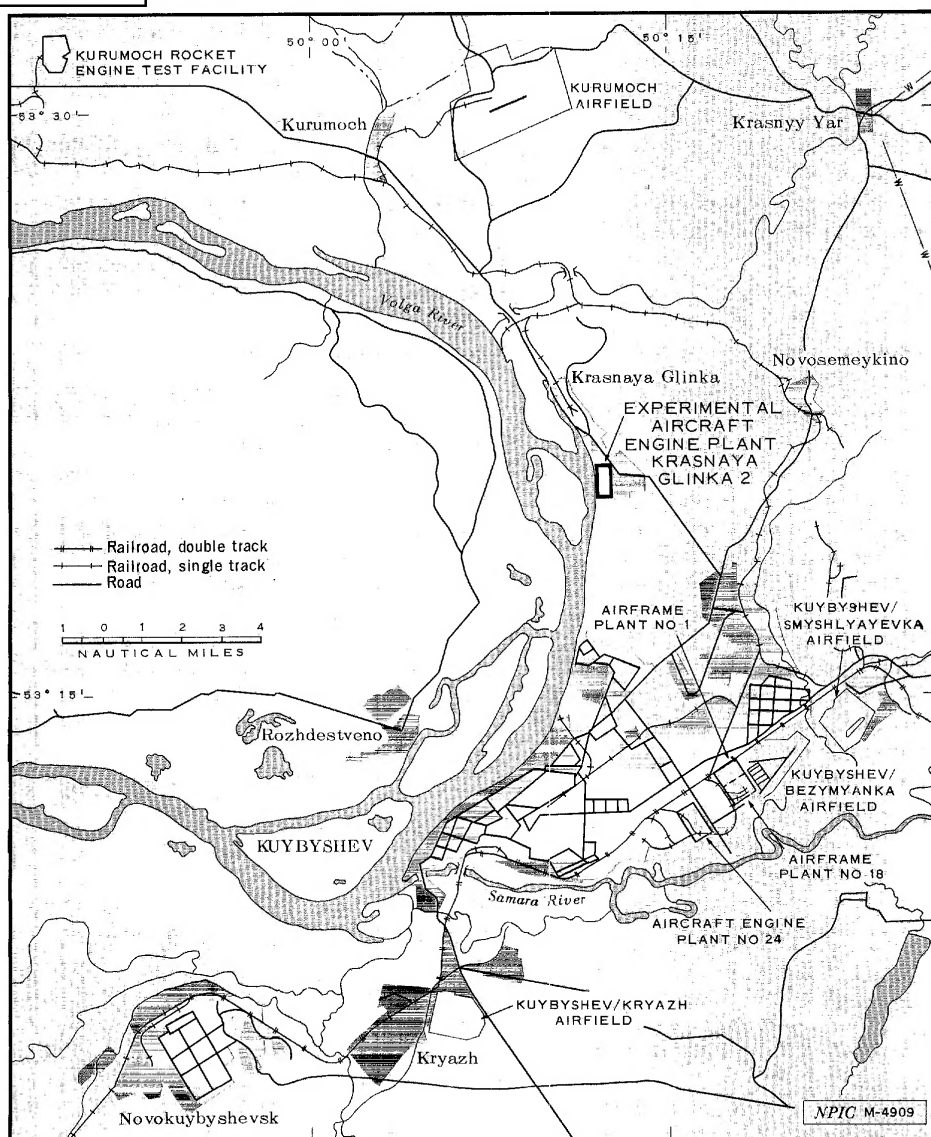 KURUMOCH ROCKET
ENGINE TEST FACILITY
50° 00'
50° 15'
53° 30'
Kurumoch
KURUMOCH
AIRFIELD
Krasnyy Yar
W
W
W
W
Volga River
Novosemeykino
Krasnaya Glinka
EXPERIMENTAL
AIRCRAFT
ENGINE PLANT
KRASNAYA
GLINKA 2
Railroad, double track
Railroad, single track
Road
1 0 1 2 3 4
NAUTICAL MILES
AIRFRAME
PLANT NO 1
KUYBYSHEV/
SMYSHLYAYEVKA
AIRFIELD
53° 15'
Rozhdestveno
KUYBYSHEV/
BEZYMYANKA
AIRFIELD
KUYBYSHEV
AIRFRAME
PLANT NO 18
Samara River
AIRCRAFT ENGINE
PLANT NO 24
KUYBYSHEV/KRYAZH
AIRFIELD
Kryazh
Novokuybyshevsk
NPIC M-4909